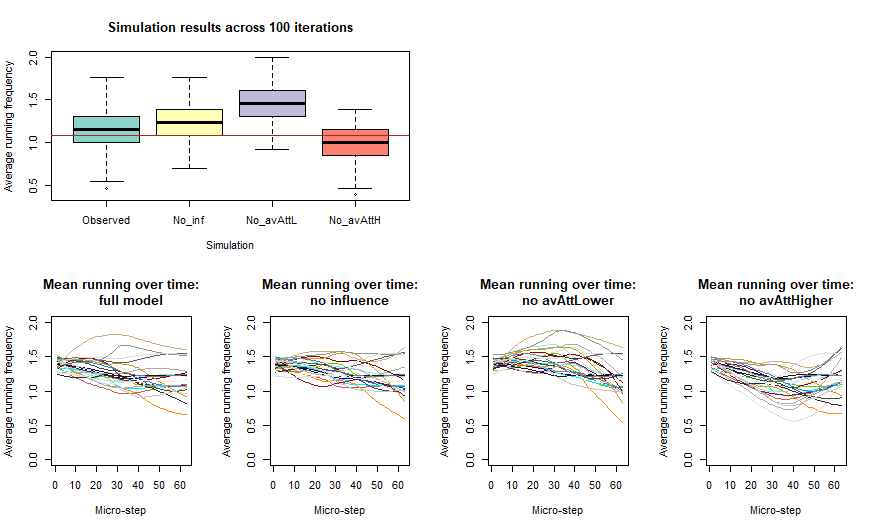 Simulation results across 100 iterations
Average running frequency
2.0
1.5
1.0
0.5
Observed No_inf No_avAttL No_avAttH
Simulation
Mean running over time:
full model
Average running frequency
2.0
1.5
1.0
0.5
0.0
0 10 20 30 40 50 60
Micro-step
Mean running over time:
no influence
Average running frequency
2.0
1.5
1.0
0.5
0.0
0 10 20 30 40 50 60
Micro-step
Mean running over time:
no avAttLower
Average running frequency
2.0
1.5
1.0
0.5
0.0
0 10 20 30 40 50 60
Micro-step
Mean running over time:
no avAttHigher
Average running frequency
2.0
1.5
1.0
0.5
0.0
0 10 20 30 40 50 60
Micro-step